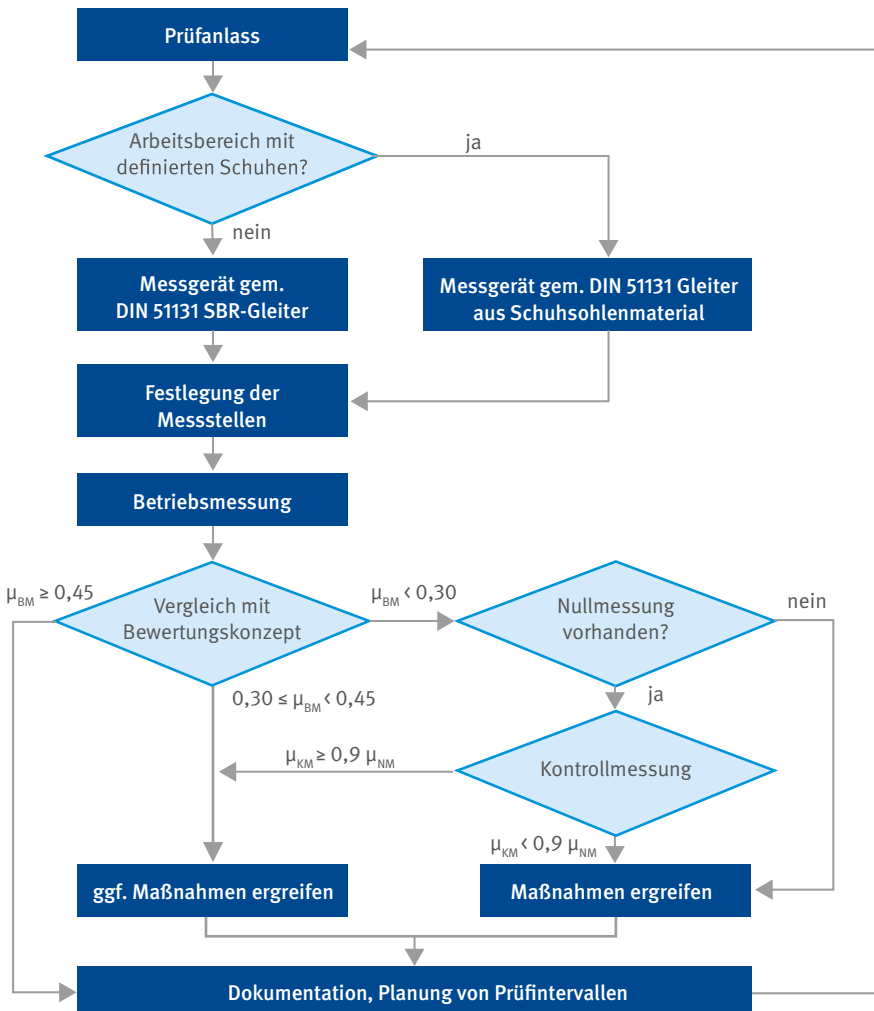 Prüfanlass
Arbeitsbereich mit
definierten Schuhen?
ja
nein
Messgerät gem.
DIN 51131 SBR-Gleiter
Messgerät gem. DIN 51131 Gleiter
aus Schuhsohlenmaterial
Festlegung der
Messstellen
Betriebsmessung
μBM ≥ 0,45
Vergleich mit
Bewertungskonzept
μBM < 0,30
Nullmessung
vorhanden?
nein
0,30 ≤ μBM < 0,45
ja
μKM ≥ 0,9 μNM
Kontrollmessung
μKM < 0,9 μNM
ggf. Maßnahmen ergreifen
Maßnahmen ergreifen
Dokumentation, Planung von Prüfintervallen